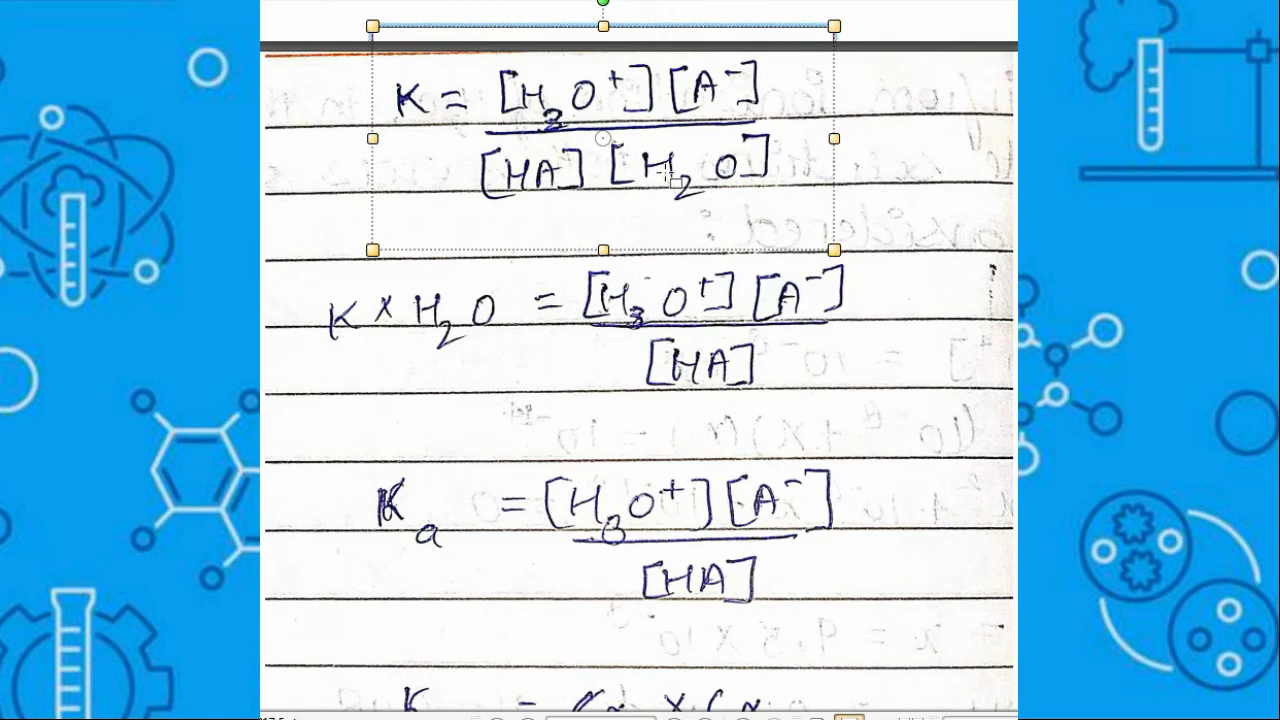 K = [H₃O⁺] [A⁻]
[HA] [H₂O]
K × H₂O = [H₃O⁺] [A⁻]
[HA]
Kₐ = [H₃O⁺] [A⁻]
[HA]